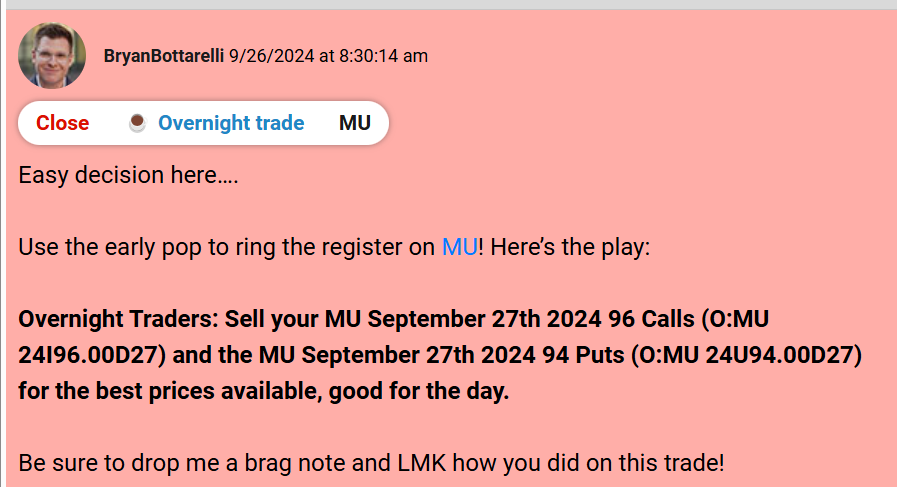 BryanBottarelli 9/26/2024 at 8:30:14 am
Close Overnight trade MU
Easy decision here....
Use the early pop to ring the register on MU! Here’s the play:
Overnight Traders: Sell your MU September 27th 2024 96 Calls (O:MU
24I96.00D27) and the MU September 27th 2024 94 Puts (O:MU 24U94.00D27)
for the best prices available, good for the day.
Be sure to drop me a brag note and LMK how you did on this trade!